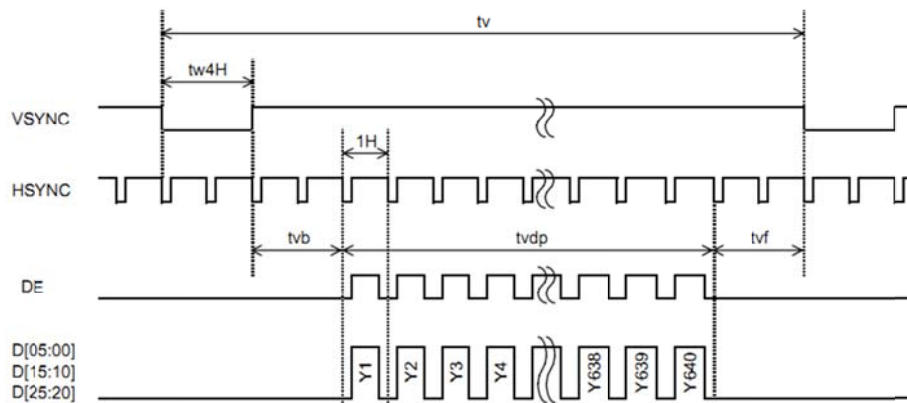 tv
tw4H
VSYNC
1H
HSYNC
tvb
tvdp
tvf
DE
D[05:00]
D[15:10]
D[25:20]
Y1
Y2
Y3
Y4
Y638
Y639
Y640